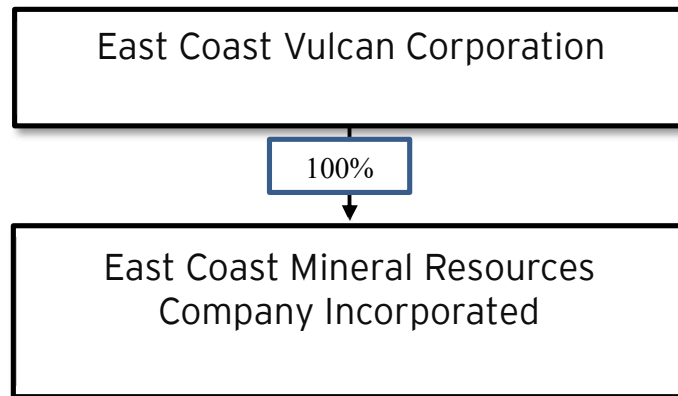 East Coast Vulcan Corporation
100%
East Coast Mineral Resources
Company Incorporated